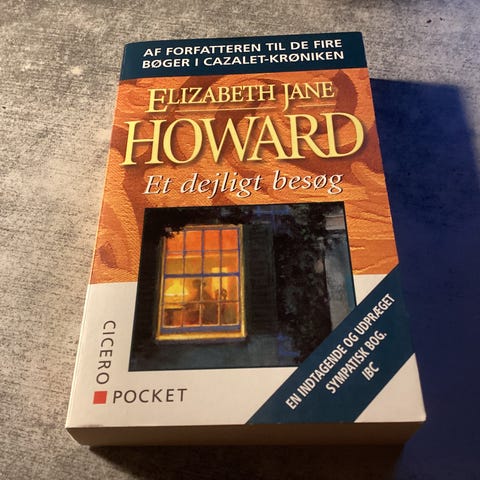 AF FORFATTEREN TIL DE FIRE
BØGER I CAZALET-KRØNIKEN
ELIZABETH JANE
HOWARD
Et dejligt besøg
EN INDTAGENDE OG UDPRÆGET
SYMPATISK BOG.
IBC
CICERO
POCKET